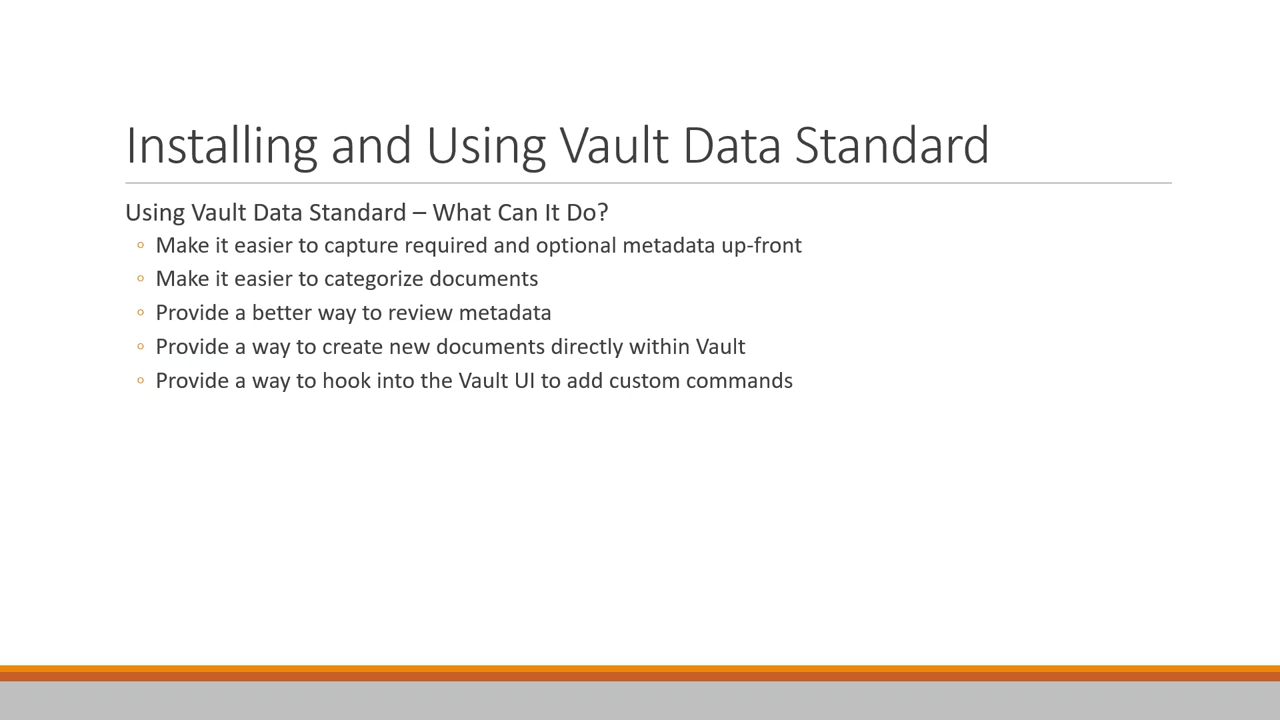 Installing and Using Vault Data Standard
Using Vault Data Standard – What Can It Do?
◦ Make it easier to capture required and optional metadata up-front
◦ Make it easier to categorize documents
◦ Provide a better way to review metadata
◦ Provide a way to create new documents directly within Vault
◦ Provide a way to hook into the Vault UI to add custom commands